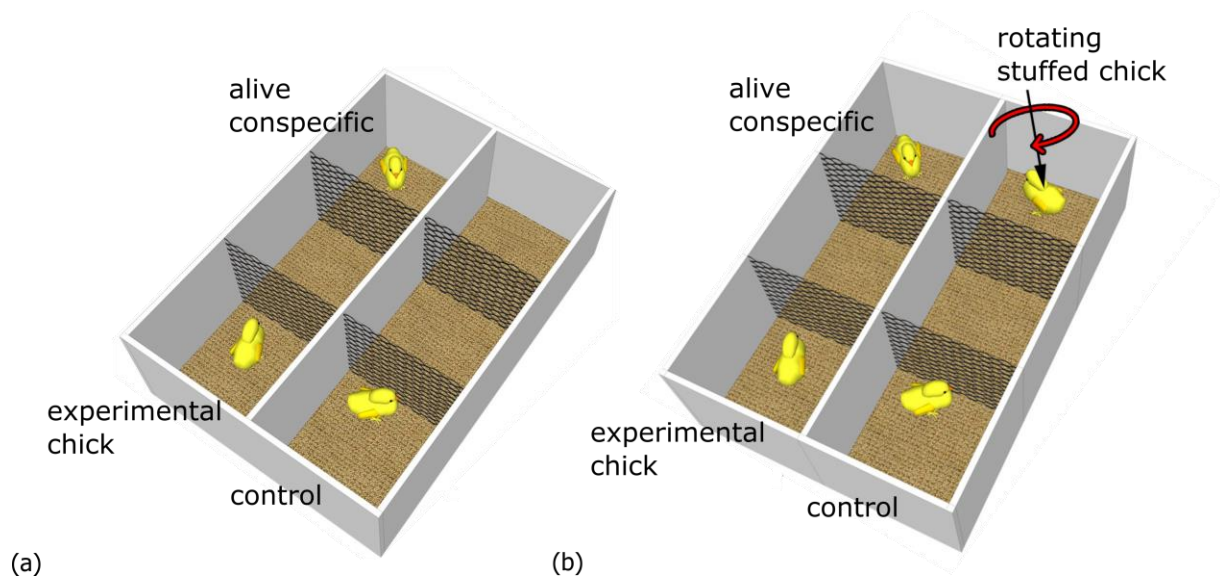 alive
conspecific
experimental
chick
control
(a)
rotating
stuffed chick
alive
conspecific
experimental
chick
control
(b)